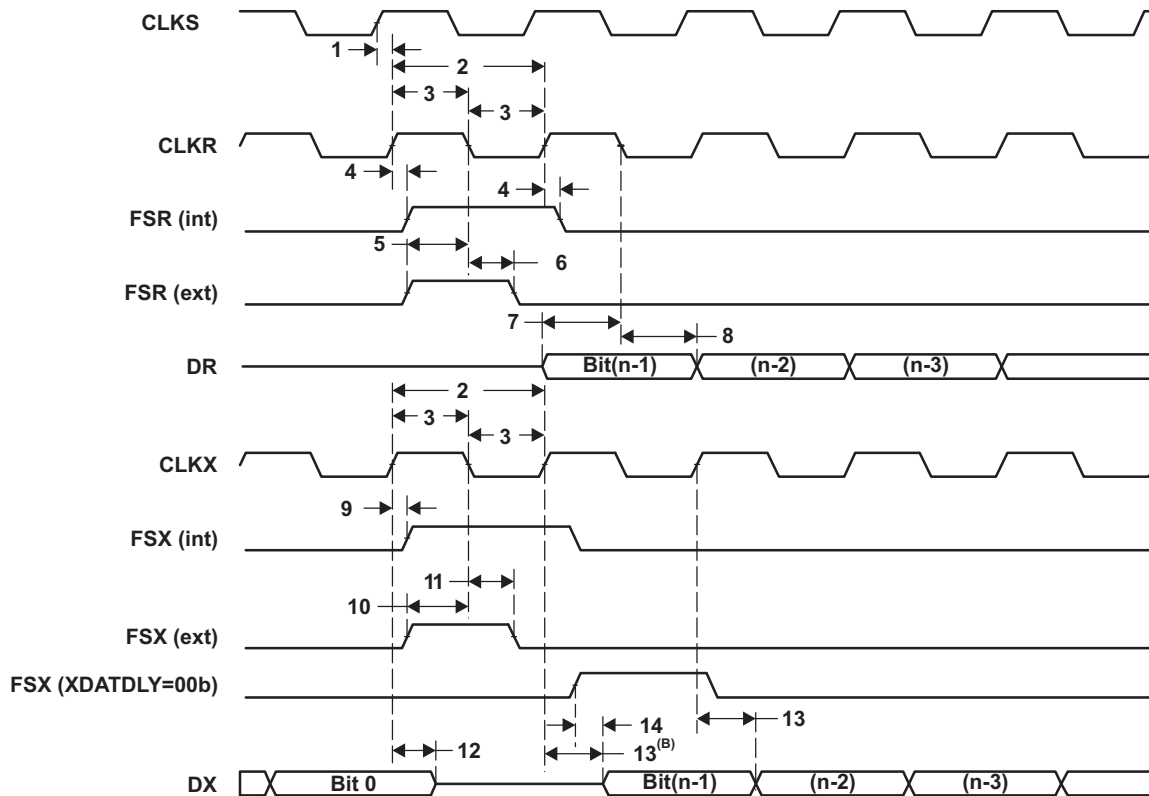 CLKS
1
2
3
3
CLKR
4
4
FSR (int)
5
6
FSR (ext)
7
8
DR
Bit(n-1)
(n-2)
(n-3)
2
3
3
CLKX
9
FSX (int)
11
10
FSX (ext)
FSX (XDATDLY=00b)
14
13
12
13(B)
DX
Bit 0
Bit(n-1)
(n-2)
(n-3)